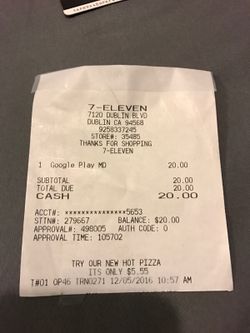 7-ELEVEN
7120 DUBLIN BLVD
DUBLIN CA 94568
9258337245
STORE#: 35485
THANKS FOR SHOPPING
7-ELEVEN
1 Google Play MD 20.00
SUBTOTAL 20.00
TOTAL DUE 20.00
CASH 20.00
ACCT#: ***************5653
STTN#: 279667 BALANCE: $20.00
APPROVAL#: 498005 AUTH CODE: 0
APPROVAL TIME: 105702
TRY OUR NEW HOT PIZZA
ITS ONLY $5.55
T#01 OP46 TRN0271 12/05/2016 10:57 AM